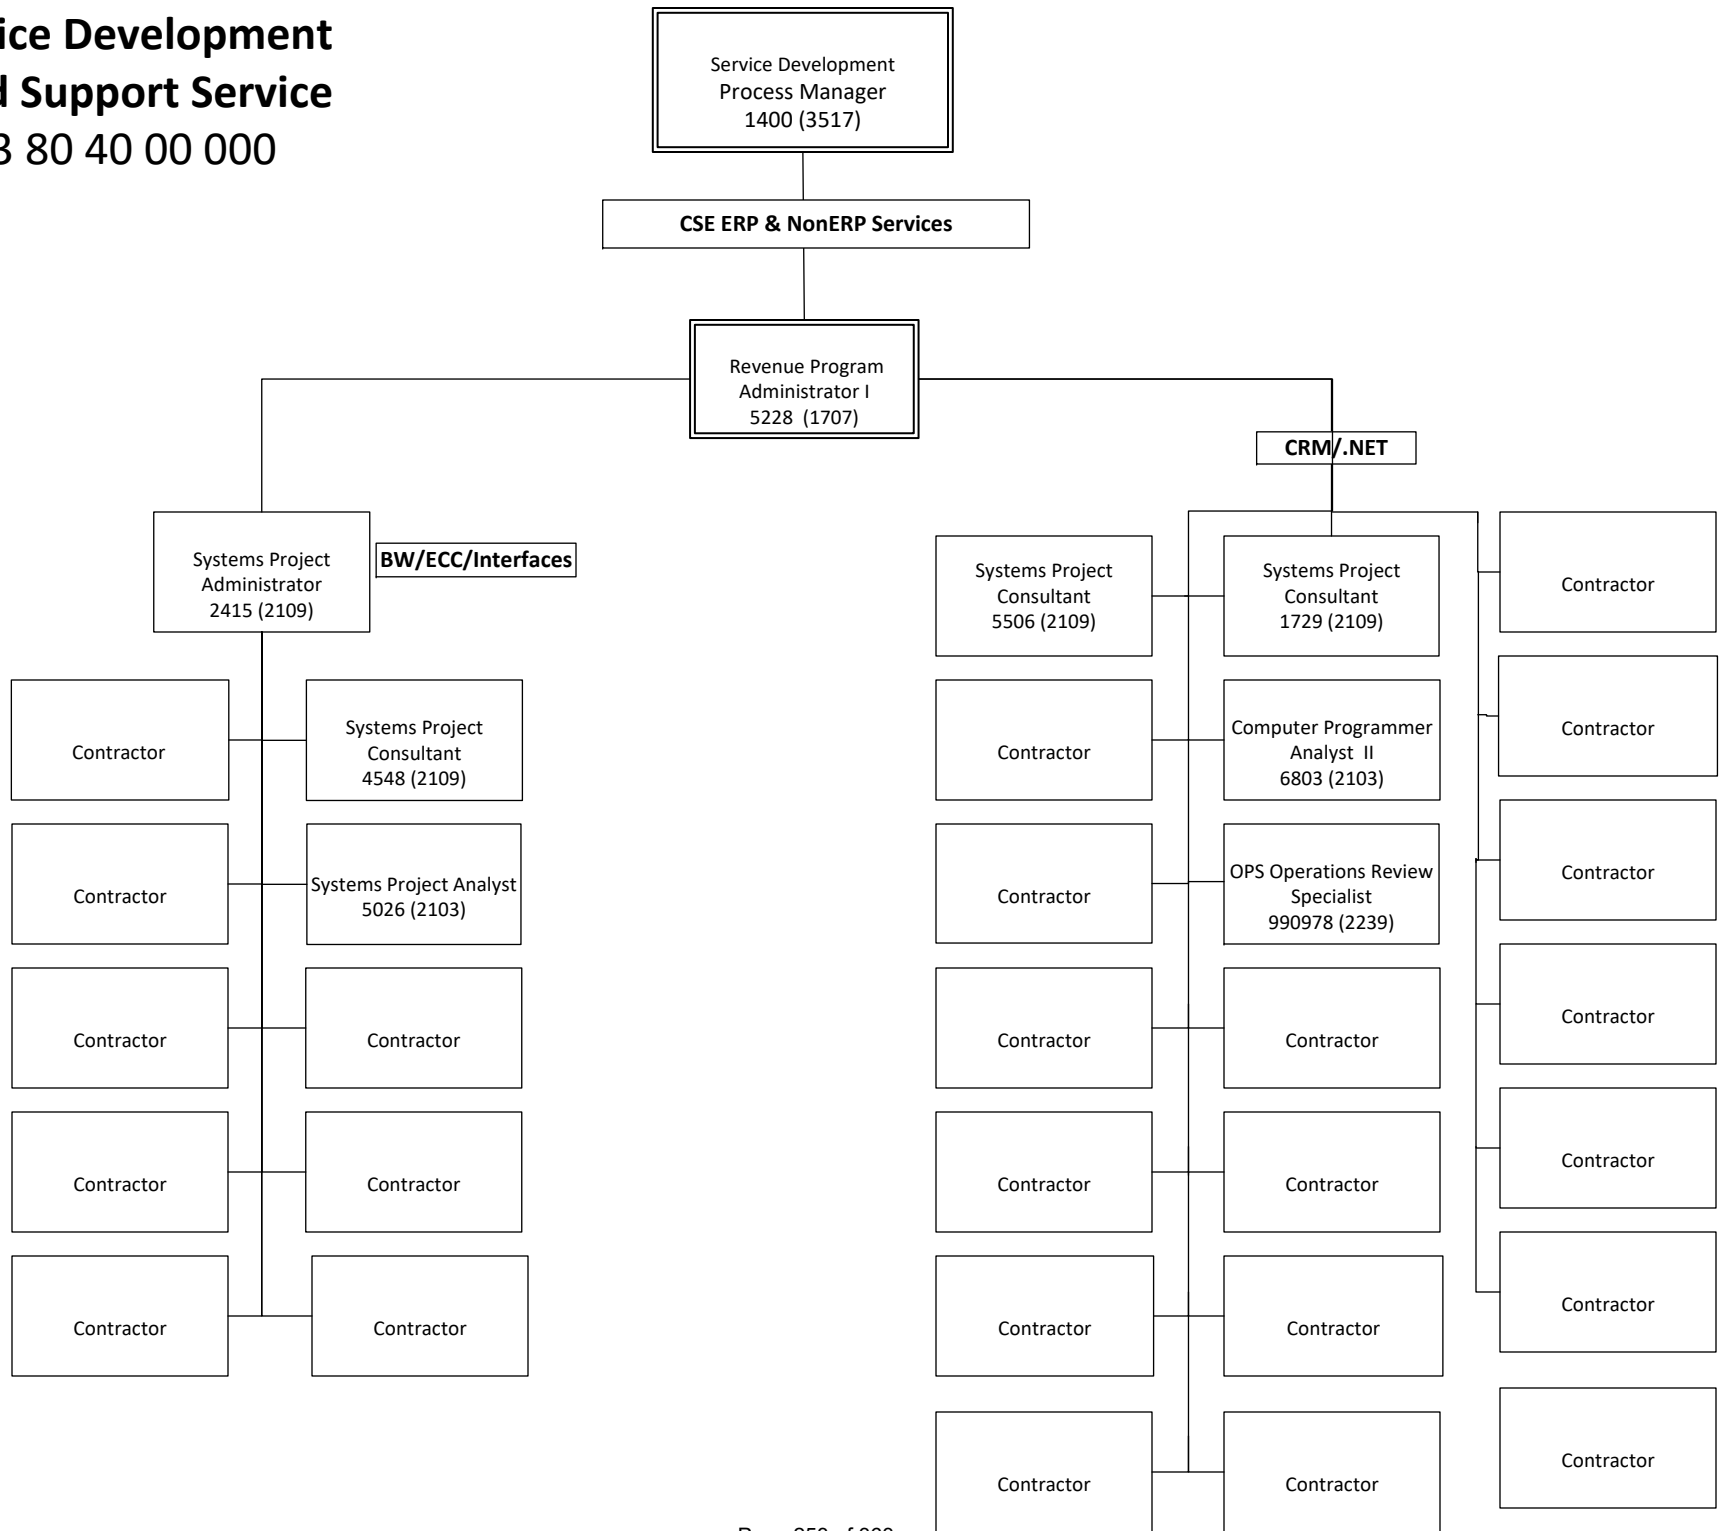 Development
Support Service
80 40 00 000
Service Development
Process Manager
1400 (3517)
CSE ERP & NonERP Services
Revenue Program
Administrator I
5228 (1707)
CRM/.NET
Systems Project
Administrator
2415 (2109)
BW/ECC/Interfaces
Contractor
Systems Project
Consultant
4548 (2109)
Contractor
Systems Project Analyst
5026 (2103)
Contractor
Contractor
Contractor
Contractor
Contractor
Contractor
Systems Project
Consultant
5506 (2109)
Systems Project
Consultant
1729 (2109)
Contractor
Contractor
Computer Programmer
Analyst II
6803 (2103)
Contractor
Contractor
OPS Operations Review
Specialist
990978 (2239)
Contractor
Contractor
Contractor
Contractor
Contractor
Contractor
Contractor
Contractor
Contractor
Contractor
Contractor
Contractor
Contractor